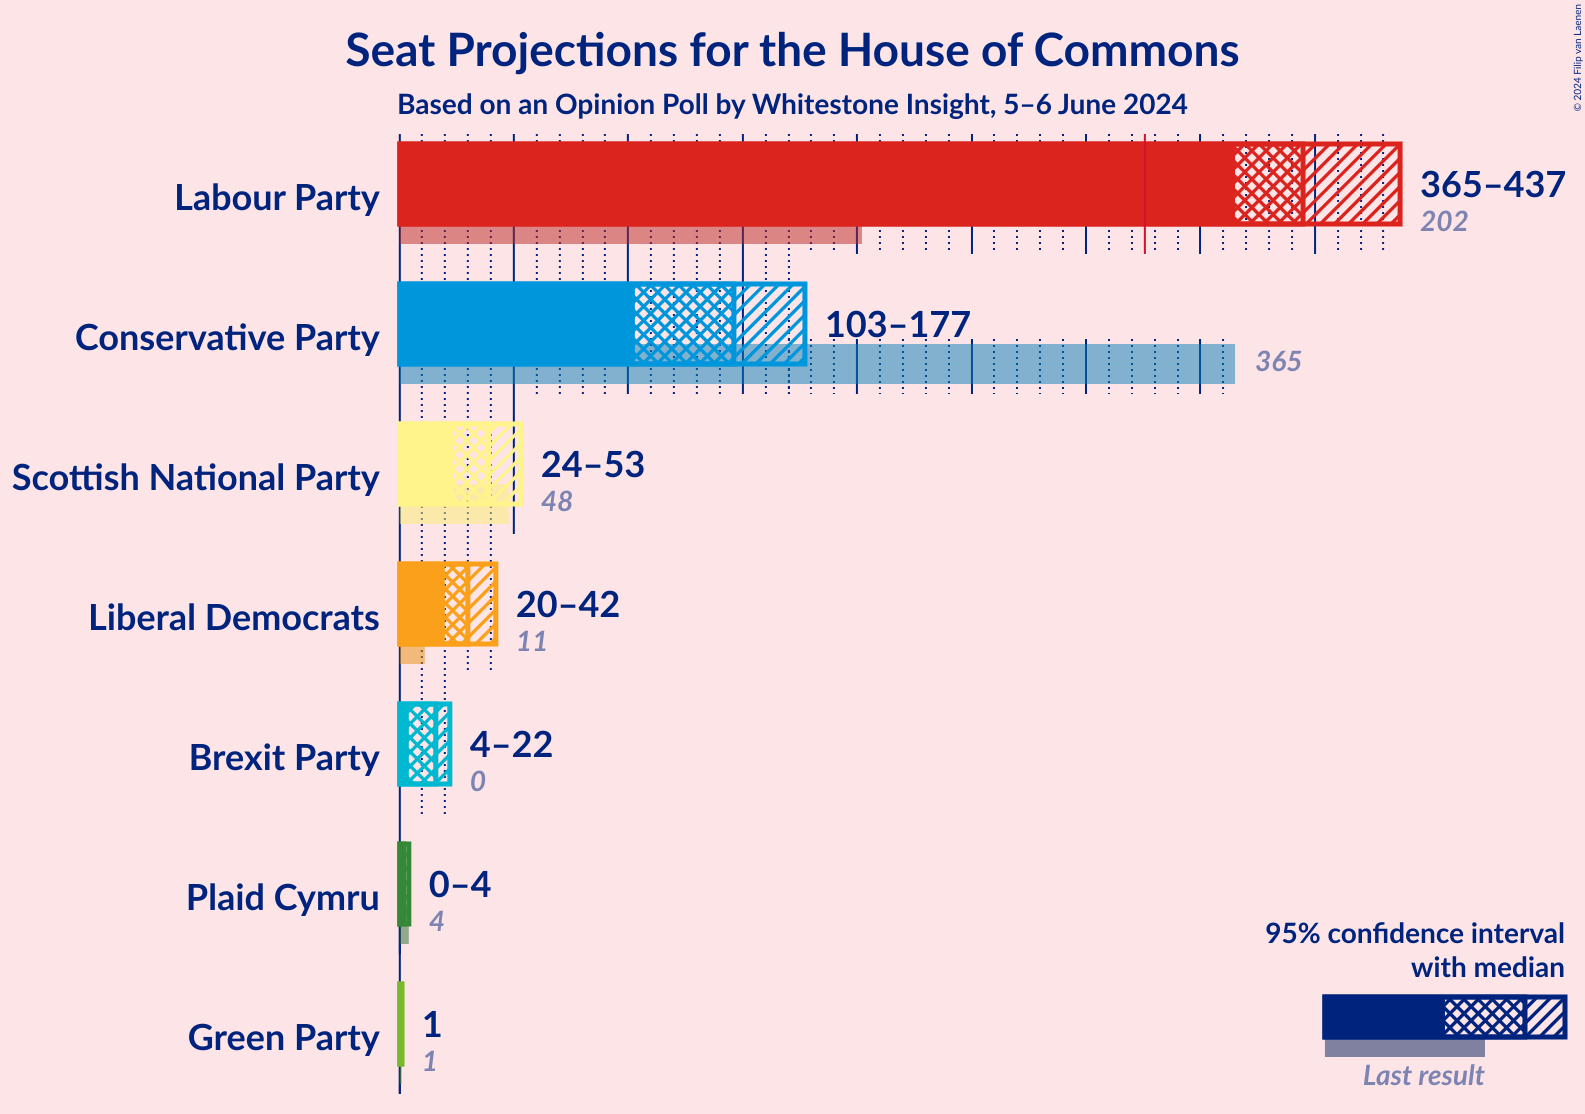 Seat Projections for the House of Commons
Based on an Opinion Poll by Whitestone Insight, 5–6 June 2024
© 2024 Filip van Laenen
Labour Party
365–437
202
Conservative Party
103–177
365
Scottish National Party
24–53
48
Liberal Democrats
20–42
11
Brexit Party
4–22
0
Plaid Cymru
0–4
4
Green Party
1
1
95% confidence interval
with median
Last result